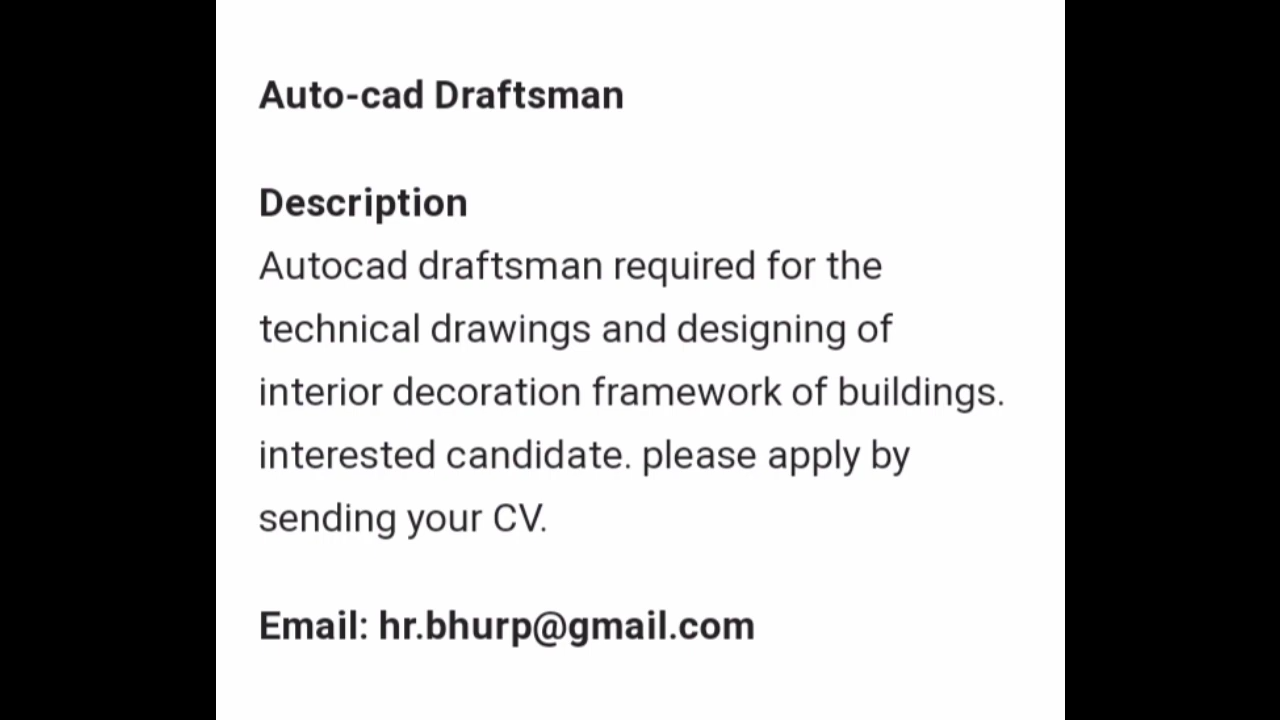 Auto-cad Draftsman
Description
Autocad draftsman required for the
technical drawings and designing of
interior decoration framework of buildings.
interested candidate. please apply by
sending your CV.
Email: hr.bhurp@gmail.com